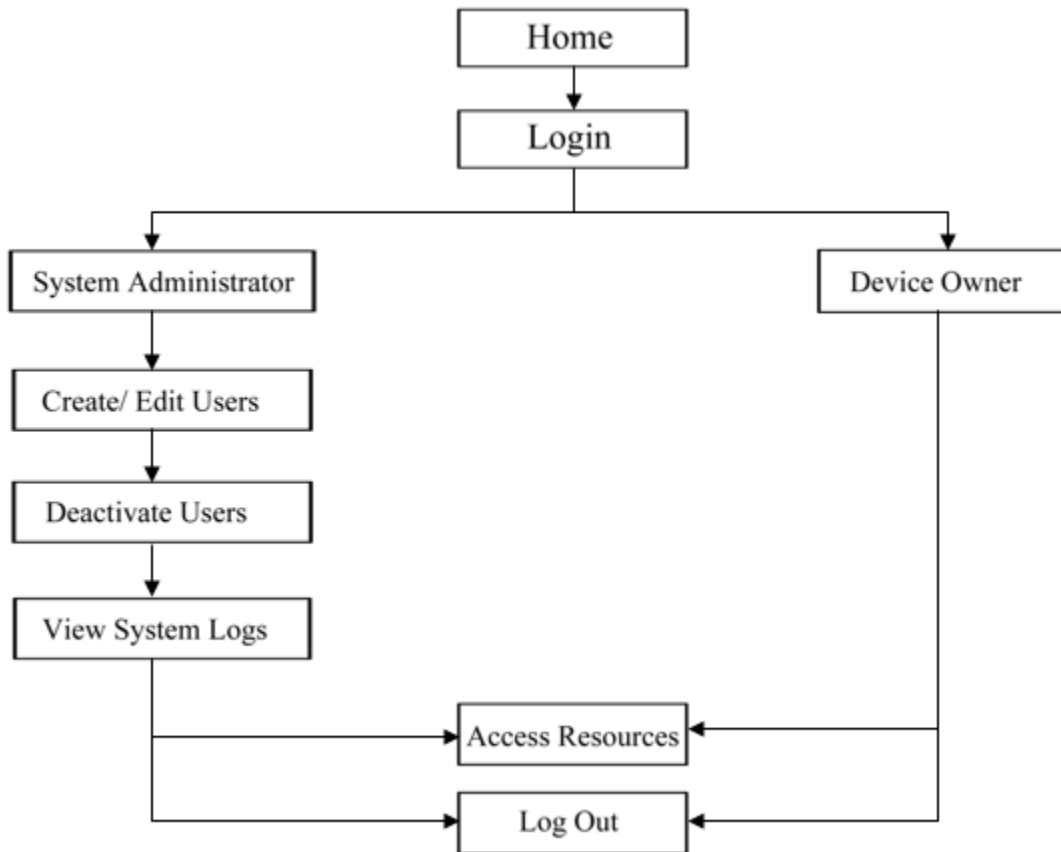 Home
Login
System Administrator
Device Owner
Create/ Edit Users
Deactivate Users
View System Logs
Access Resources
Log Out